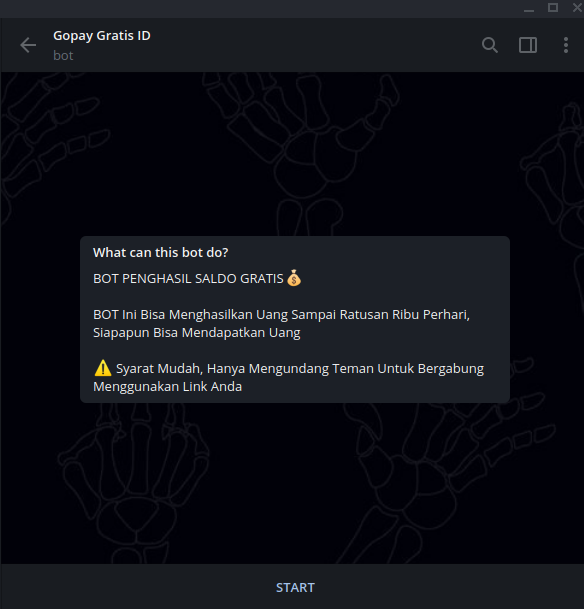 Gopay Gratis ID
bot
What can this bot do?
BOT PENGHASIL SALDO GRATIS💰
BOT Ini Bisa Menghasilkan Uang Sampai Ratusan Ribu Perhari,
Siapapun Bisa Mendapatkan Uang
⚠️ Syarat Mudah, Hanya Mengundang Teman Untuk Bergabung
Menggunakan Link Anda
START